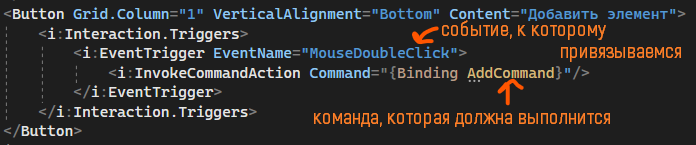 <Button Grid.Column="1" VerticalAlignment="Bottom" Content="Добавить элемент">
<i:Interaction.Triggers>
событие, к которому
<i:EventTrigger EventName="MouseDoubleClick">
привязываемся
<i:InvokeCommandAction Command="{Binding AddCommand}"/>
</i:EventTrigger>
</i:Interaction.Triggers>
команда, которая должна выполнится
</Button>